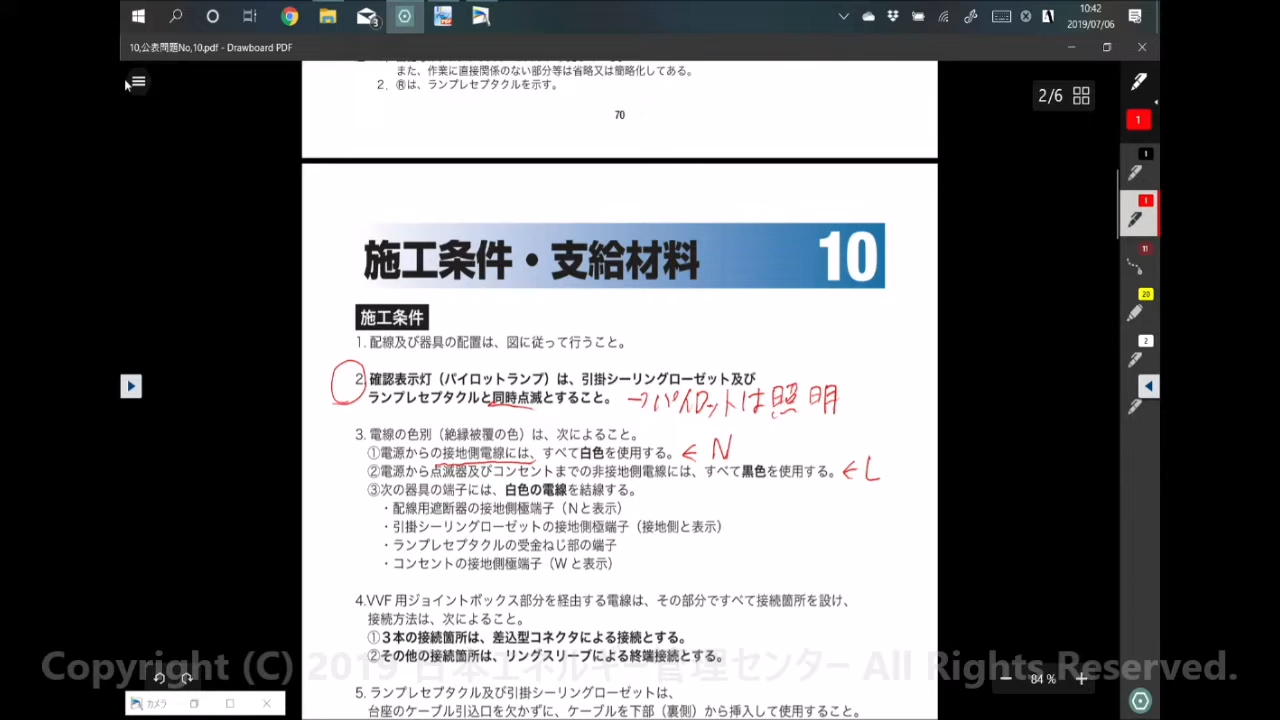 10:42
2019/07/06
3
10,公表問題No,10.pdf - Drawboard PDF
また、作業に直接関係のない部分等は省略又は簡略化してある。
2. Ⓡは、ランプレセプタクルを示す。
70
2/6
1
1
1
11
20
2
施工条件・支給材料 10
施工条件
1. 配線及び器具の配置は、図に従って行うこと。
2. 確認表示灯（パイロットランプ）は、引掛シーリングローゼット及び
ランプレセプタクルと同時点滅とすること。 →パイロットは照明
3. 電線の色別（絶縁被覆の色）は、次によること。
①電源からの接地側電線には、すべて白色を使用する。 ← N
②電源から点滅器及びコンセントまでの非接地側電線には、すべて黒色を使用する。 ← L
③次の器具の端子には、白色の電線を結線する。
・配線用遮断器の接地側極端子（Nと表示）
・引掛シーリングローゼットの接地側極端子（接地側と表示）
・ランプレセプタクルの受金ねじ部の端子
・コンセントの接地側極端子（Wと表示）
4.VVF 用ジョイントボックス部分を経由する電線は、その部分ですべて接続箇所を設け、
接続方法は、次によること。
①３本の接続箇所は、差込型コネクタによる接続とする。
②その他の接続箇所は、リングスリーブによる終端接続とする。
Copyright (C) 2019 日本エネルギー管理センター All Rights Reserved.
84 %
5. ランプレセプタクル及び引掛シーリングローゼットは、
台座のケーブル引込口を欠かずに、ケーブルを下部（裏側）から挿入して使用すること。
カメラ